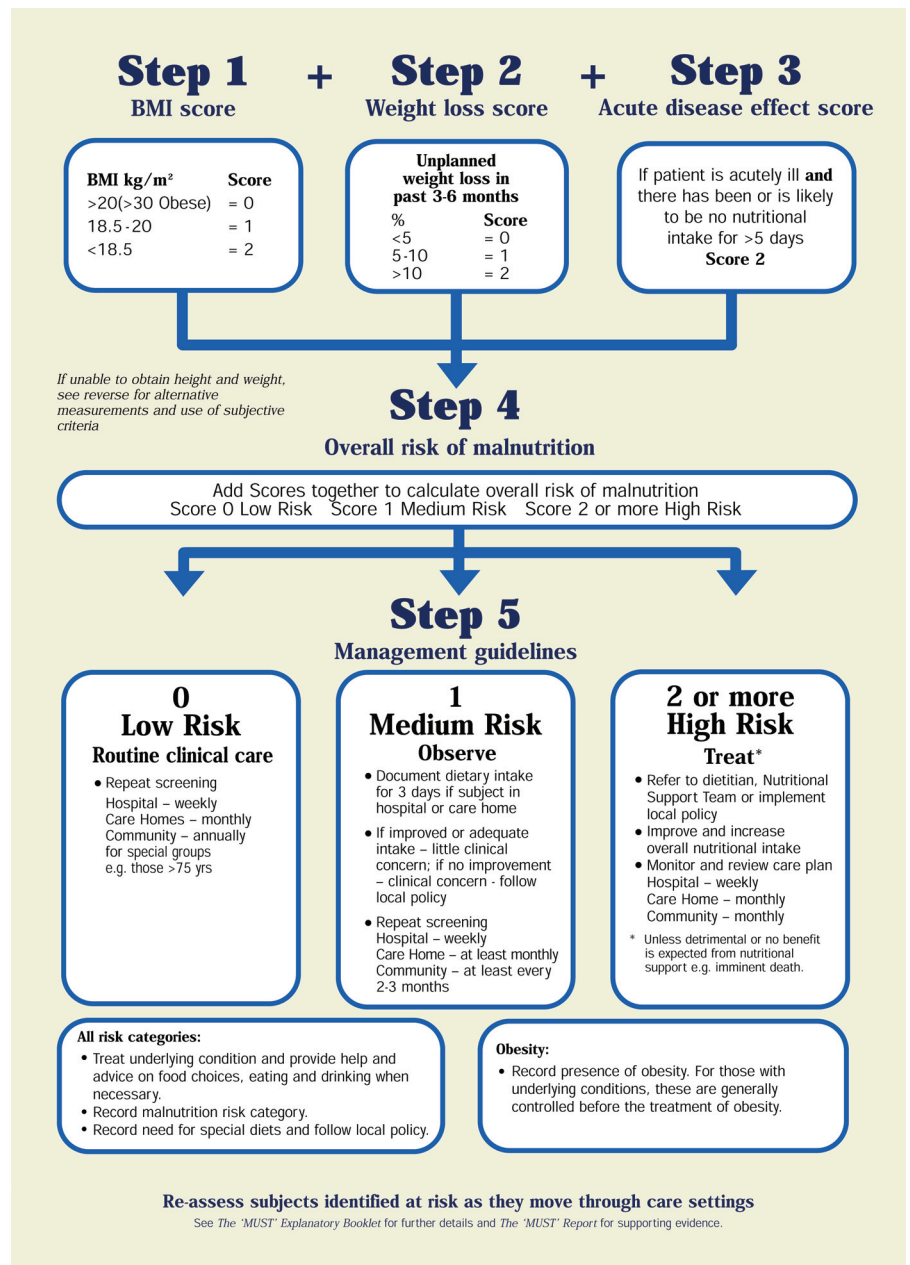 Step 1 + Step 2 + Step 3
BMI score
Weight loss score
Acute disease effect score
BMI kg/m² Score
>20(>30 Obese) = 0
18.5-20 = 1
<18.5 = 2
Unplanned
weight loss in
past 3-6 months
% Score
<5 = 0
5-10 = 1
>10 = 2
If patient is acutely ill and
there has been or is likely
to be no nutritional
intake for >5 days
Score 2
If unable to obtain height and weight,
see reverse for alternative
measurements and use of subjective
criteria
Step 4
Overall risk of malnutrition
Add Scores together to calculate overall risk of malnutrition
Score 0 Low Risk Score 1 Medium Risk Score 2 or more High Risk
Step 5
Management guidelines
0
Low Risk
Routine clinical care
• Repeat screening
Hospital – weekly
Care Homes – monthly
Community – annually
for special groups
e.g. those >75 yrs
1
Medium Risk
Observe
• Document dietary intake
for 3 days if subject in
hospital or care home
• If improved or adequate
intake – little clinical
concern; if no improvement
– clinical concern - follow
local policy
• Repeat screening
Hospital – weekly
Care Home – at least monthly
Community – at least every
2-3 months
2 or more
High Risk
Treat*
• Refer to dietitian, Nutritional
Support Team or implement
local policy
• Improve and increase
overall nutritional intake
• Monitor and review care plan
Hospital – weekly
Care Home – monthly
Community – monthly
* Unless detrimental or no benefit
is expected from nutritional
support e.g. imminent death.
All risk categories:
• Treat underlying condition and provide help and
advice on food choices, eating and drinking when
necessary.
• Record malnutrition risk category.
• Record need for special diets and follow local policy.
Obesity:
• Record presence of obesity. For those with
underlying conditions, these are generally
controlled before the treatment of obesity.
Re-assess subjects identified at risk as they move through care settings
See The 'MUST' Explanatory Booklet for further details and The 'MUST' Report for supporting evidence.